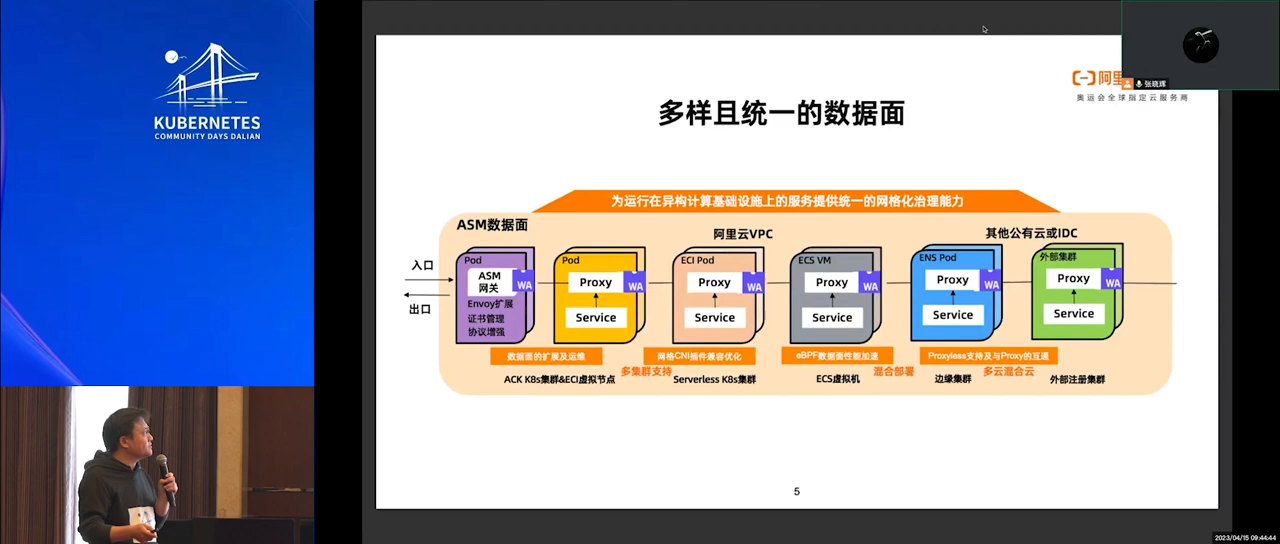 KUBERNETES
COMMUNITY DAYS DALIAN
阿里
张晓辉
奥运会全球指定云服务商
多样且统一的数据面
为运行在异构计算基础设施上的服务提供统一的网格化治理能力
ASM数据面
阿里云VPC
其他公有云或IDC
入口
出口
Pod
ASM
网关
WA
Envoy扩展
证书管理
协议增强
Pod
Proxy
WA
Service
ECI Pod
Proxy
WA
Service
ECS VM
Proxy
WA
Service
ENS Pod
Proxy
WA
Service
外部集群
Proxy
WA
Service
数据面的扩展及运维
网格CNI插件兼容优化
eBPF数据面性能加速
Proxyless支持及与Proxy的互通
多集群支持
混合部署
多云混合云
ACK K8s集群&ECI虚拟节点
Serverless K8s集群
ECS虚拟机
边缘集群
外部注册集群
5
2023/04/15 09:44:44